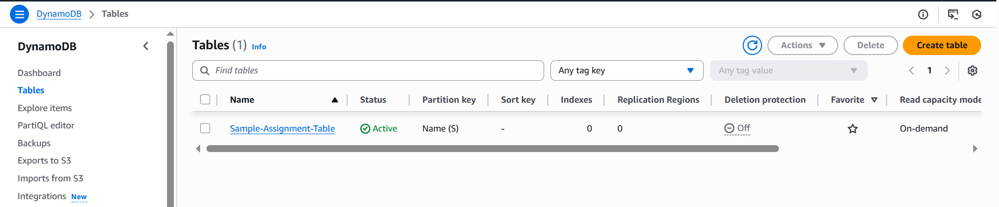 DynamoDB > Tables
DynamoDB
Dashboard
Tables
Explore items
PartiQL editor
Backups
Exports to S3
Imports from S3
Integrations New
Tables (1) Info
Actions Delete Create table
Find tables Any tag key Any tag value 1
Name Status Partition key Sort key Indexes Replication Regions Deletion protection Favorite Read capacity mode
Sample-Assignment-Table Active Name (S) - 0 0 Off On-demand